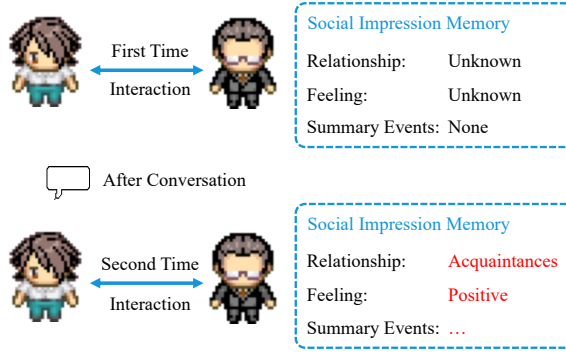 First Time
Interaction
Social Impression Memory
Relationship: Unknown
Feeling: Unknown
Summary Events: None
After Conversation
Second Time
Interaction
Social Impression Memory
Relationship: Acquaintances
Feeling: Positive
Summary Events: …